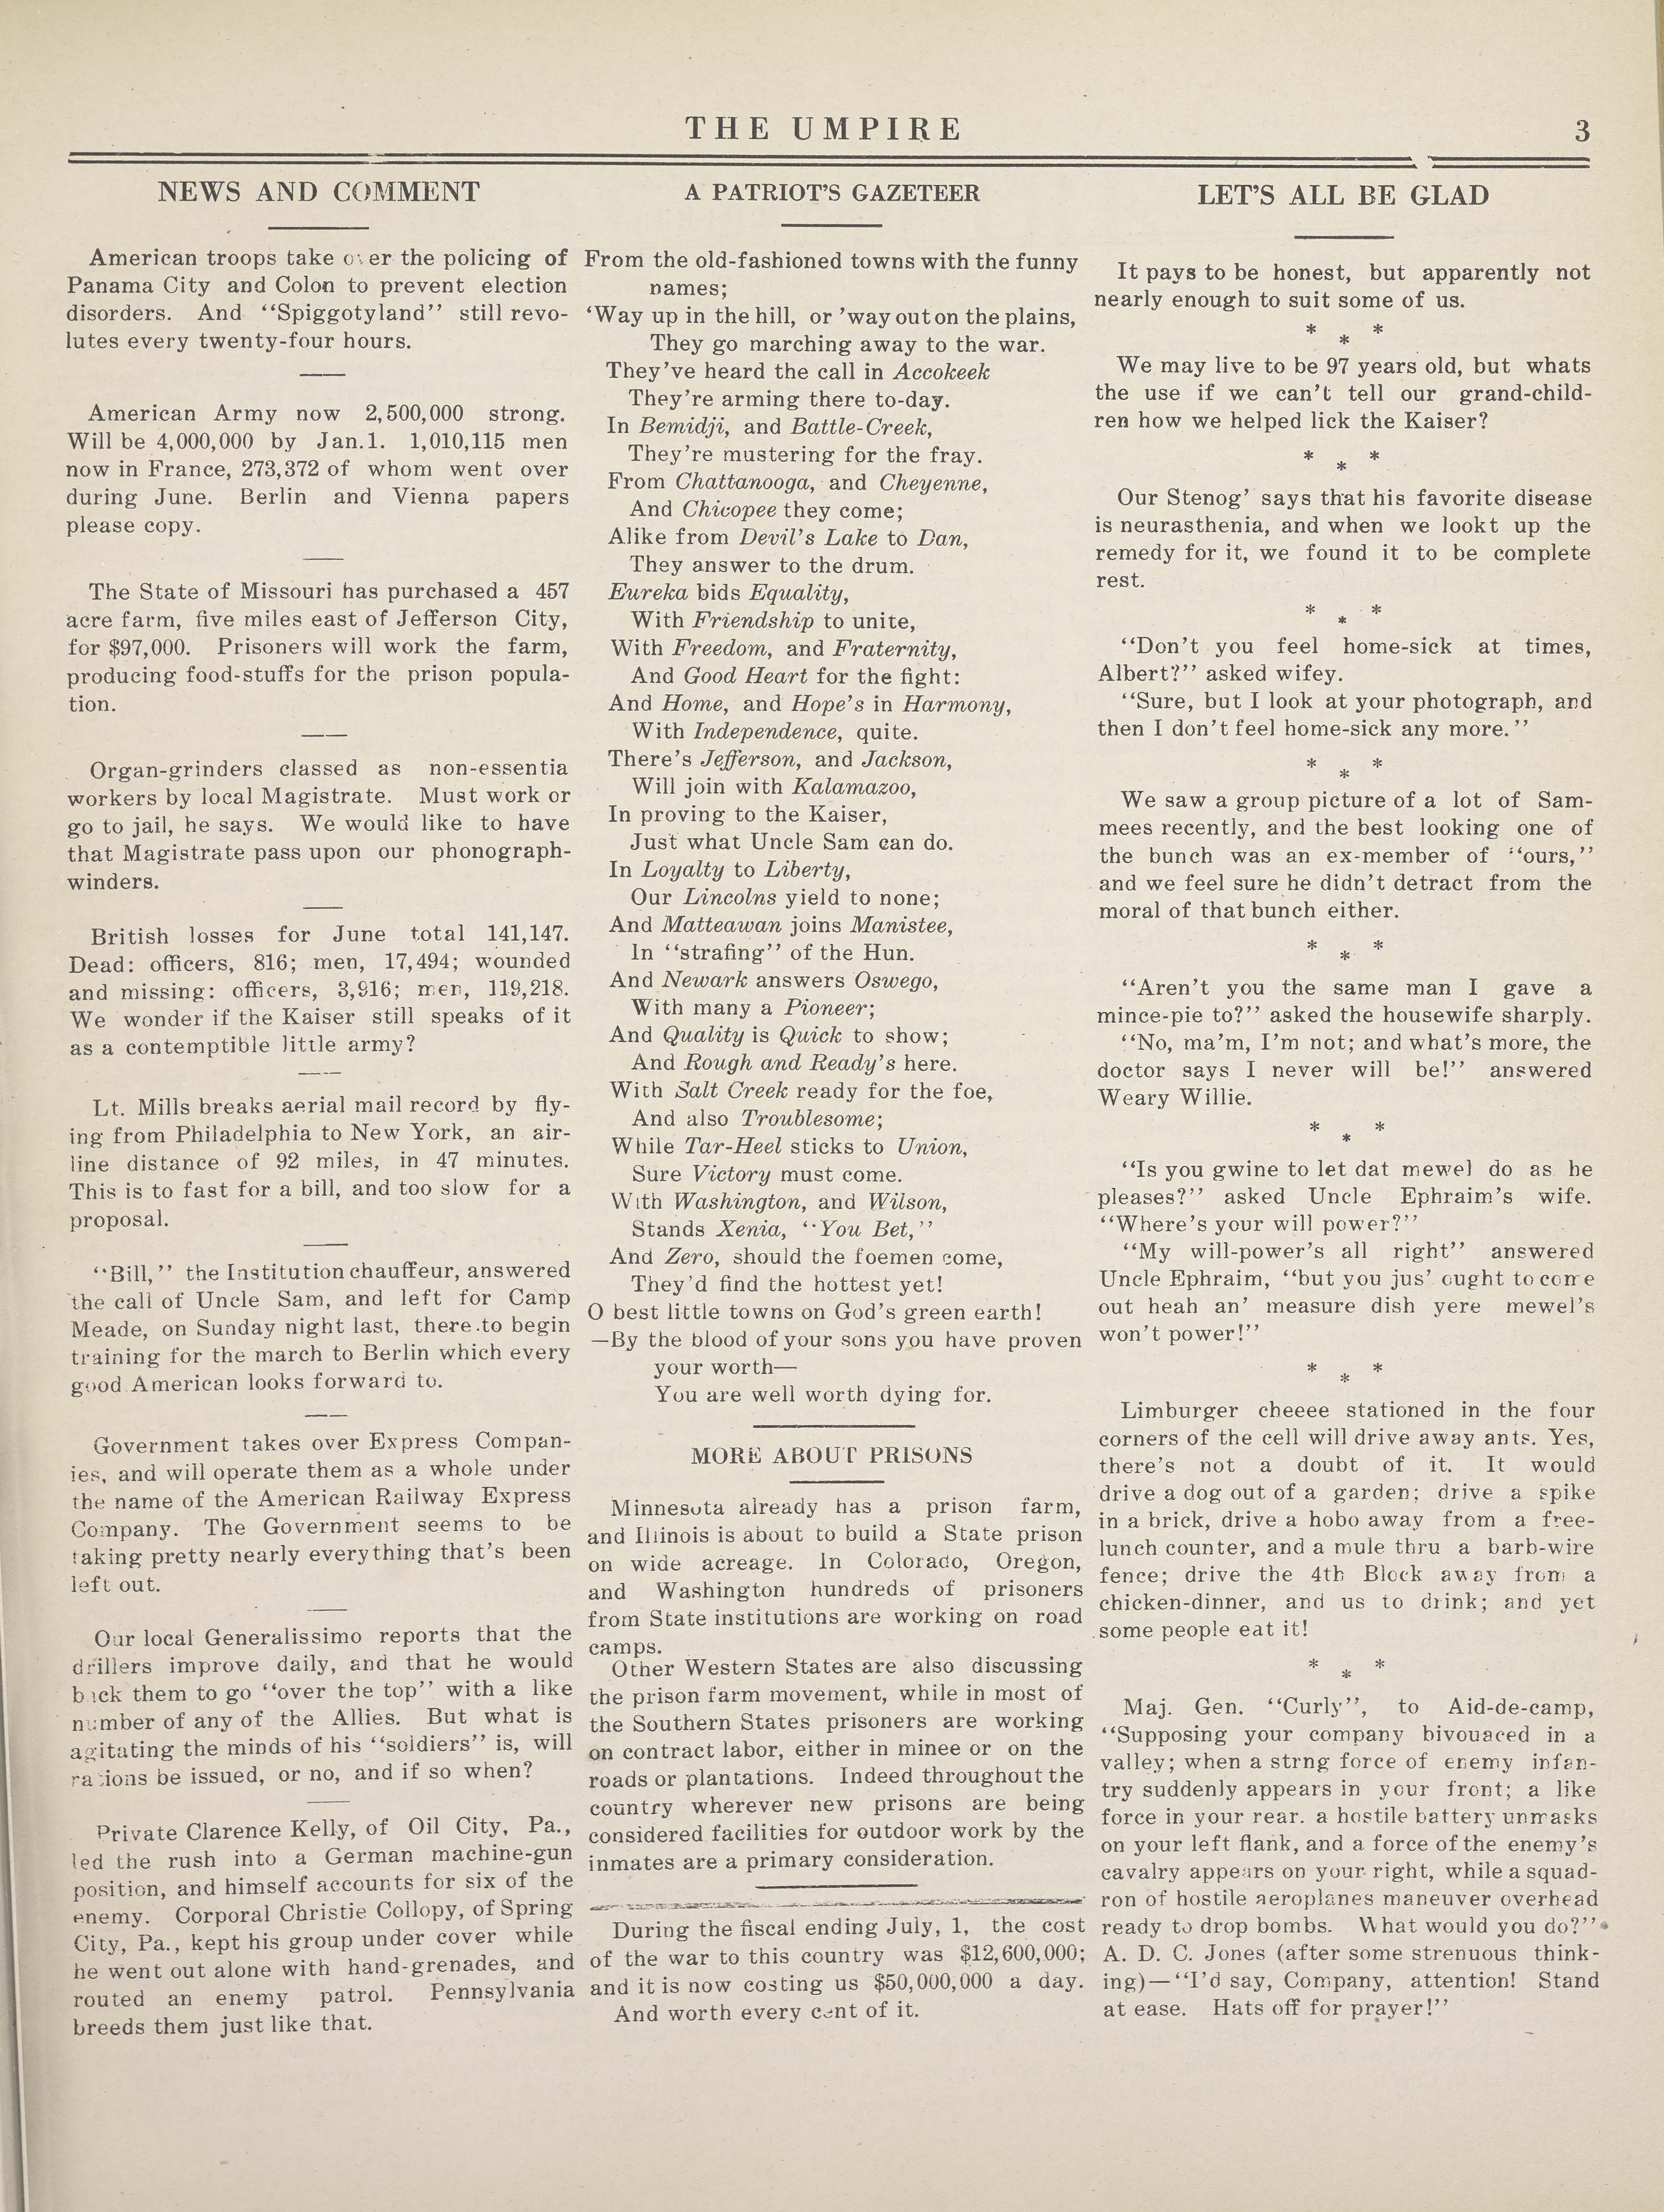 THE UMPIRE
3
NEWS AND COMMENT
American troops take over the policing of
Panama City and Colon to prevent election
disorders. And "Spiggotyland" still revo-
lutes every twenty-four hours.
American Army now 2,500,000 strong.
Will be 4,000,000 by Jan.1. 1,010,115 men
now in France, 273,372 of whom went over
during June. Berlin and Vienna papers
please copy.
The State of Missouri has purchased a 457
acre farm, five miles east of Jefferson City,
for $97,000. Prisoners will work the farm,
producing food-stuffs for the prison popula-
tion.
Organ-grinders classed as non-essentia
workers by local Magistrate. Must work or
go to jail, he says. We would like to have
that Magistrate pass upon our phonograph-
winders.
British losses for June total 141,147.
Dead: officers, 816; men, 17,494; wounded
and missing: officers, 3,916; men, 119,218.
We wonder if the Kaiser still speaks of it
as a contemptible little army?
Lt. Mills breaks aerial mail record by fly-
ing from Philadelphia to New York, an air-
line distance of 92 miles, in 47 minutes.
This is to fast for a bill, and too slow for a
proposal.
"Bill," the Institution chauffeur, answered
the call of Uncle Sam, and left for Camp
Meade, on Sunday night last, there to begin
training for the march to Berlin which every
good American looks forward to.
Government takes over Express Compan-
ies, and will operate them as a whole under
the name of the American Railway Express
Company. The Government seems to be
taking pretty nearly everything that's been
left out.
Our local Generalissimo reports that the
drillers improve daily, and that he would
back them to go "over the top" with a like
number of any of the Allies. But what is
agitating the minds of his "soldiers" is, will
rations be issued, or no, and if so when?
Private Clarence Kelly, of Oil City, Pa.,
led the rush into a German machine-gun
position, and himself accounts for six of the
enemy. Corporal Christie Collopy, of Spring
City, Pa., kept his group under cover while
he went out alone with hand-grenades, and
routed an enemy patrol. Pennsylvania
breeds them just like that.
A PATRIOT'S GAZETEER
From the old-fashioned towns with the funny
names;
'Way up in the hill, or 'way out on the plains,
They go marching away to the war.
They've heard the call in Accokeek
They're arming there to-day.
In Bemidji, and Battle-Creek,
They're mustering for the fray.
From Chattanooga, and Cheyenne,
And Chicopee they come;
Alike from Devil's Lake to Dan,
They answer to the drum.
Eureka bids Equality,
With Friendship to unite,
With Freedom, and Fraternity,
And Good Heart for the fight:
And Home, and Hope's in Harmony,
With Independence, quite.
There's Jefferson, and Jackson,
Will join with Kalamazoo,
In proving to the Kaiser,
Just what Uncle Sam can do.
In Loyalty to Liberty,
Our Lincolns yield to none;
And Matteawan joins Manistee,
In "strafing" of the Hun.
And Newark answers Oswego,
With many a Pioneer;
And Quality is Quick to show;
And Rough and Ready's here.
With Salt Creek ready for the foe,
And also Troublesome;
While Tar-Heel sticks to Union,
Sure Victory must come.
With Washington, and Wilson,
Stands Xenia, "You Bet,"
And Zero, should the foemen come,
They'd find the hottest yet!
O best little towns on God's green earth!
—By the blood of your sons you have proven
your worth—
You are well worth dying for.
MORE ABOUT PRISONS
Minnesota already has a prison farm,
and Illinois is about to build a State prison
on wide acreage. In Colorado, Oregon,
and Washington hundreds of prisoners
from State institutions are working on road
camps.
Other Western States are also discussing
the prison farm movement, while in most of
the Southern States prisoners are working
on contract labor, either in minee or on the
roads or plantations. Indeed throughout the
country wherever new prisons are being
considered facilities for outdoor work by the
inmates are a primary consideration.
During the fiscal ending July, 1, the cost
of the war to this country was $12,600,000;
and it is now costing us $50,000,000 a day.
And worth every cent of it.
LET'S ALL BE GLAD
It pays to be honest, but apparently not
nearly enough to suit some of us.
* * *
We may live to be 97 years old, but whats
the use if we can't tell our grand-child-
ren how we helped lick the Kaiser?
* * *
Our Stenog' says that his favorite disease
is neurasthenia, and when we lookt up the
remedy for it, we found it to be complete
rest.
* * *
"Don't you feel home-sick at times,
Albert?" asked wifey.
"Sure, but I look at your photograph, and
then I don't feel home-sick any more."
* * *
We saw a group picture of a lot of Sam-
mees recently, and the best looking one of
the bunch was an ex-member of "ours,"
and we feel sure he didn't detract from the
moral of that bunch either.
* * *
"Aren't you the same man I gave a
mince-pie to?" asked the housewife sharply.
"No, ma'm, I'm not; and what's more, the
doctor says I never will be!" answered
Weary Willie.
* * *
"Is you gwine to let dat mewel do as he
pleases?" asked Uncle Ephraim's wife.
"Where's your will power?"
"My will-power's all right" answered
Uncle Ephraim, "but you jus' ought to come
out heah an' measure dish yere mewel's
won't power!"
* * *
Limburger cheeee stationed in the four
corners of the cell will drive away ants. Yes,
there's not a doubt of it. It would
drive a dog out of a garden; drive a spike
in a brick, drive a hobo away from a free-
lunch counter, and a mule thru a barb-wire
fence; drive the 4th Block away from a
chicken-dinner, and us to drink; and yet
some people eat it!
* * *
Maj. Gen. "Curly", to Aid-de-camp,
"Supposing your company bivouaced in a
valley; when a strng force of enemy infan-
try suddenly appears in your front; a like
force in your rear. a hostile battery unmasks
on your left flank, and a force of the enemy's
cavalry appears on your right, while a squad-
ron of hostile aeroplanes maneuver overhead
ready to drop bombs. What would you do?"
A. D. C. Jones (after some strenuous think-
ing)—"I'd say, Company, attention! Stand
at ease. Hats off for prayer!"